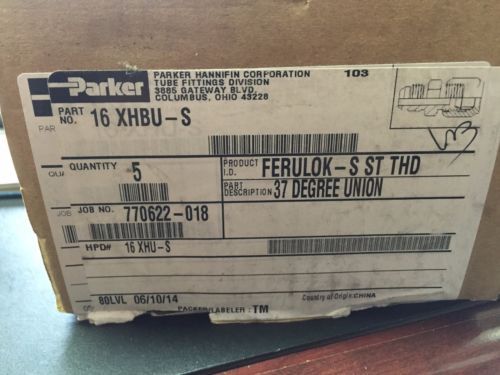 Parker
PARKER HANNIFIN CORPORATION
TUBE FITTINGS DIVISION
3885 GATEWAY BLVD.
COLUMBUS, OHIO 43228
103
PART NO. 16 XHBU-S
PAR
QUANTITY 5
PRODUCT I.D. FERULOK-S ST THD
PART DESCRIPTION 37 DEGREE UNION
JOB NO. 770622-018
JOB
HPD# 16 XHU-S
80LVL 06/10/14
Country of Origin:CHINA
PACKER/LABELER : TM